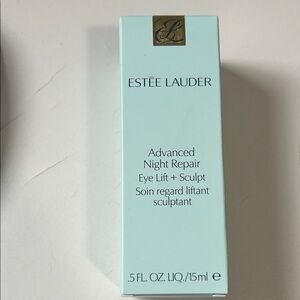 ESTĒE LAUDER
Advanced
Night Repair
Eye Lift + Sculpt
Soin regard liftant
sculptant
.5 FL. OZ. LIQ./15ml e